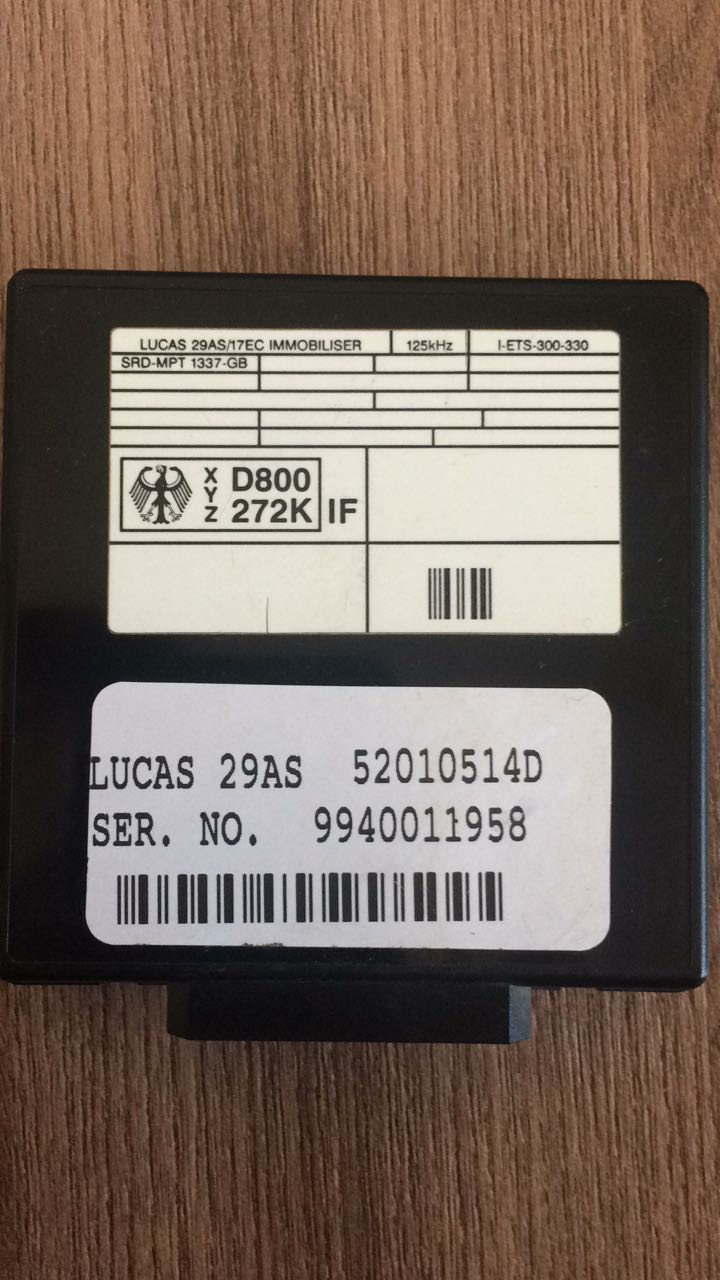 LUCAS 29AS/17EC IMMOBILISER 125kHz I-ETS-300-330
SRD-MPT 1337-GB
X Y Z D800 272K IF
LUCAS 29AS 52010514D
SER. NO. 9940011958